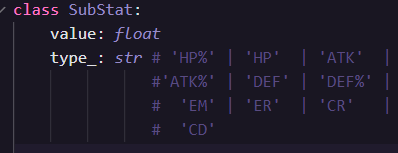 class SubStat:
    value: float
    type_: str # 'HP%' | 'HP'  | 'ATK'  |
               #'ATK%' | 'DEF' | 'DEF%' |
               #  'EM' | 'ER'  | 'CR'   |
               #  'CD'